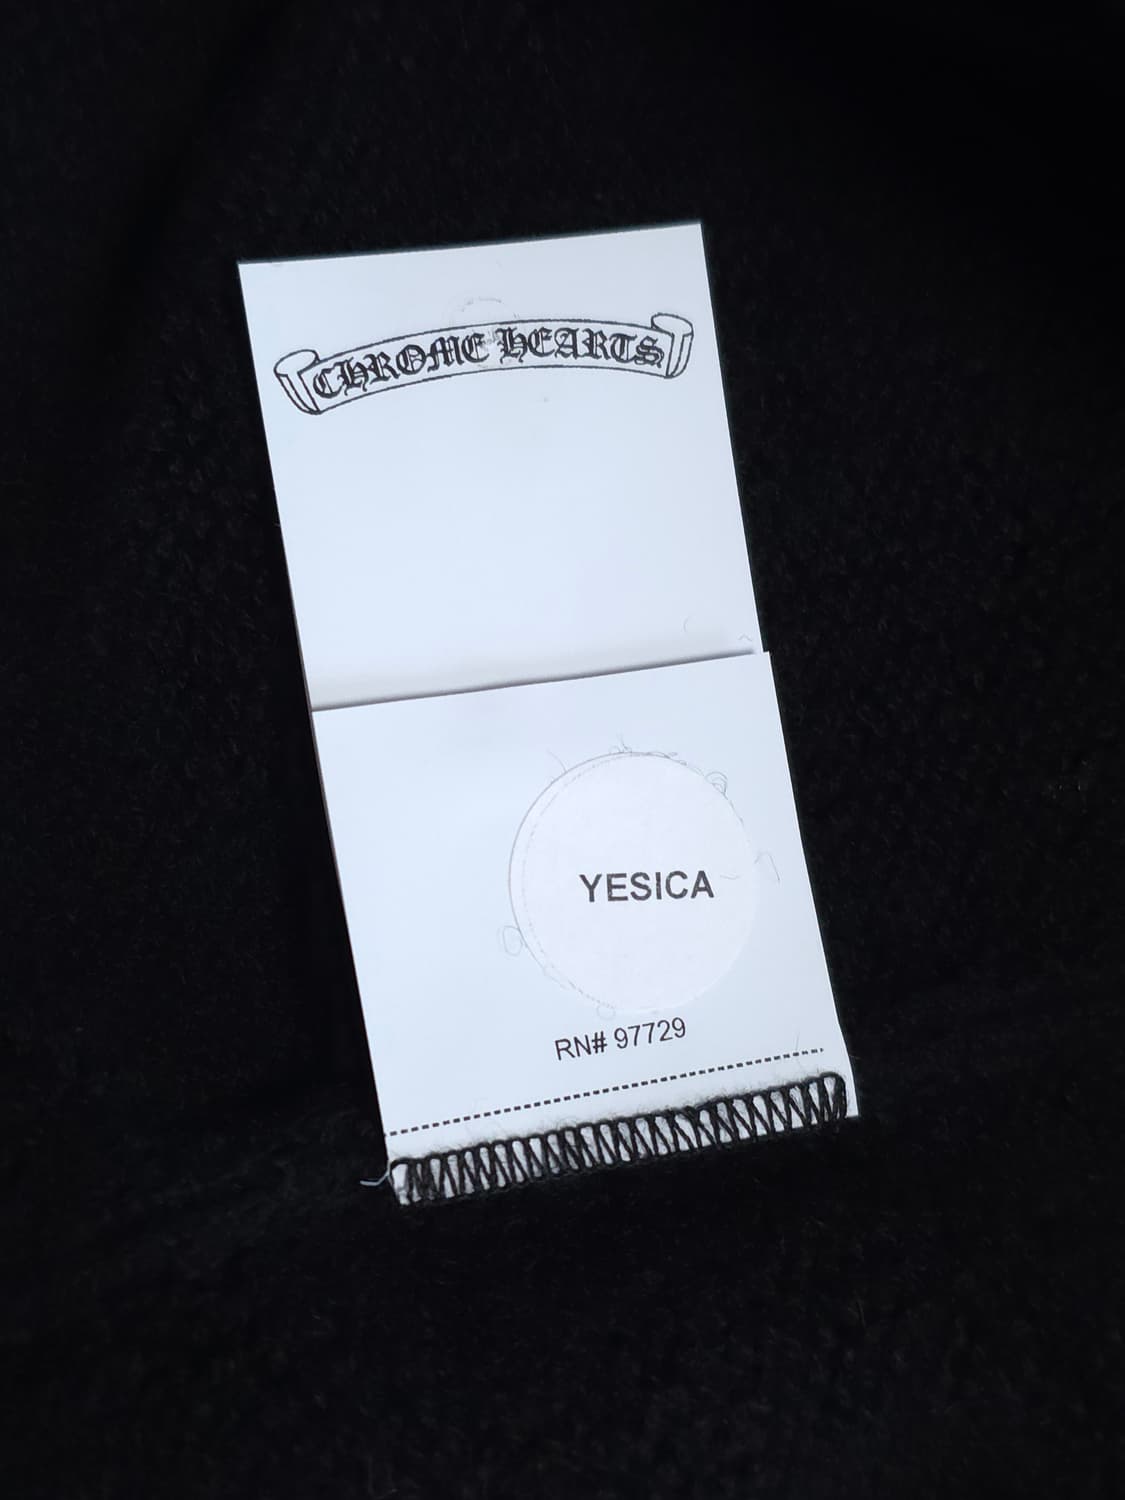 CHROME HEARTS
YESICA
RN# 97729